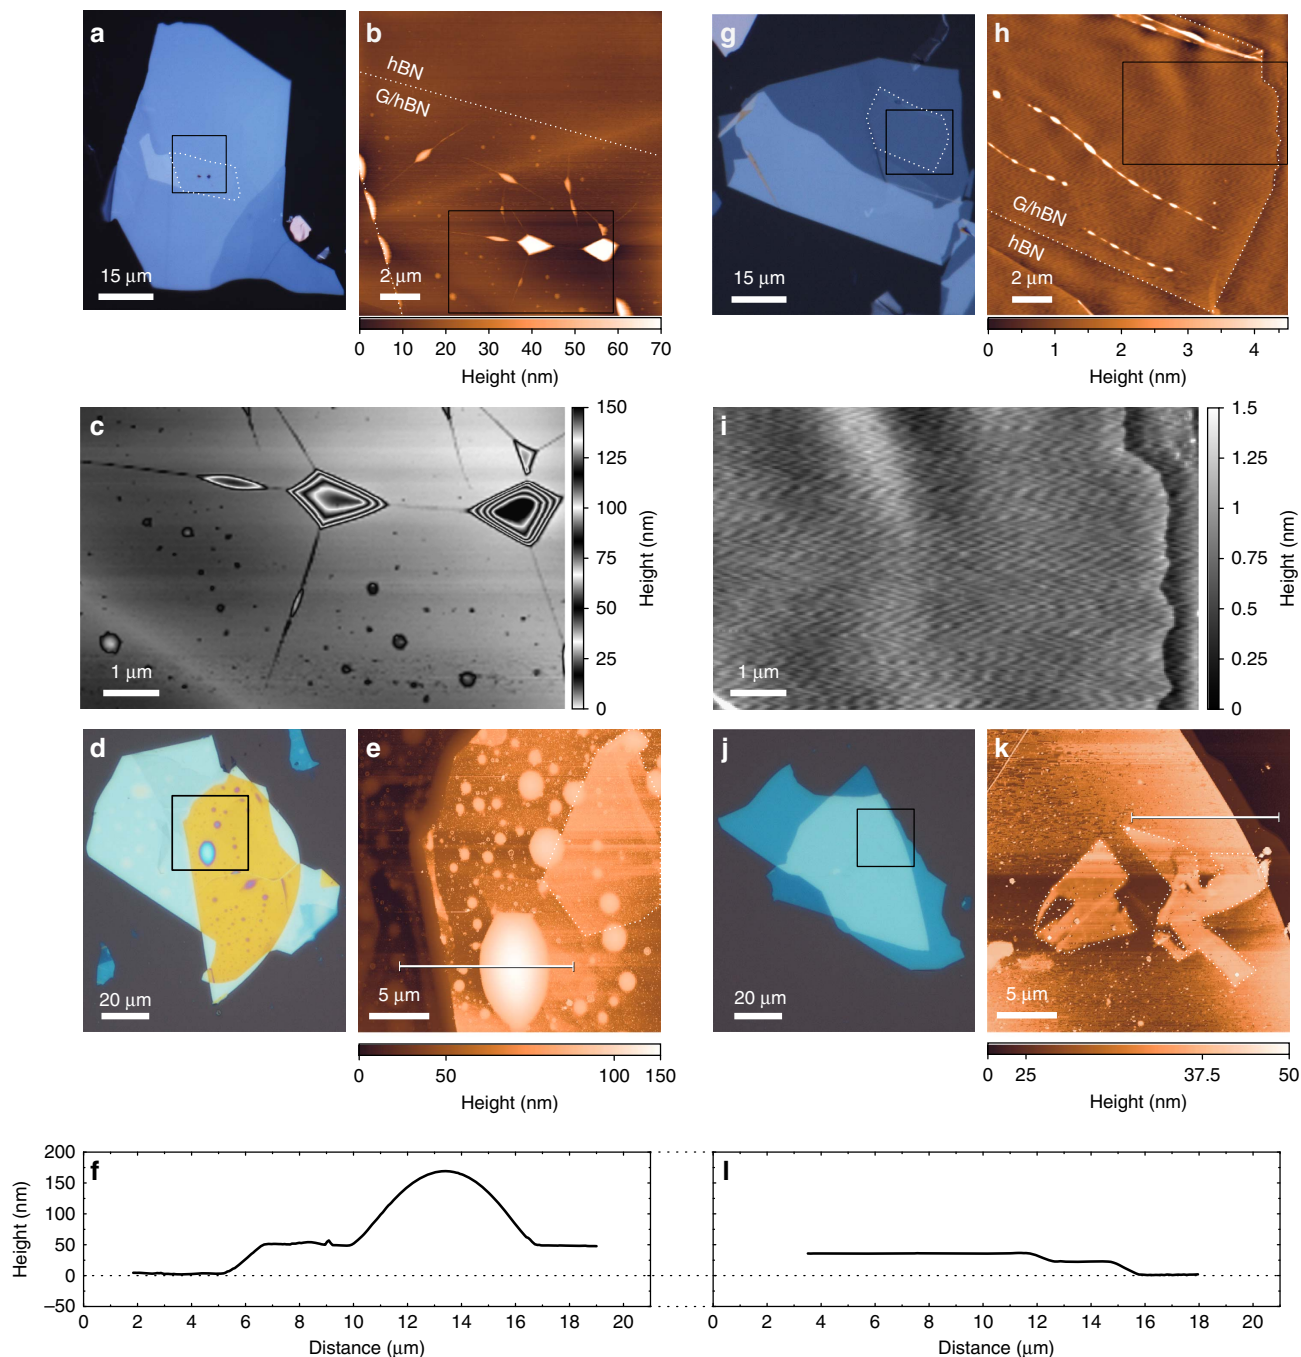 a
15 μm
b
hBN
G/hBN
2 μm
0 10 20 30 40 50 60 70
Height (nm)
g
15 μm
h
G/hBN
hBN
2 μm
0 1 2 3 4
Height (nm)
c
1 μm
150
125
100
75
50
25
0
Height (nm)
i
1 μm
1.5
1.25
1
0.75
0.5
0.25
0
Height (nm)
d
20 μm
e
5 μm
0 50 100 150
Height (nm)
j
20 μm
k
5 μm
0 25 37.5 50
Height (nm)
f
200
150
100
50
0
−50
Height (nm)
0 2 4 6 8 10 12 14 16 18 20
Distance (μm)
l
0 2 4 6 8 10 12 14 16 18 20
Distance (μm)